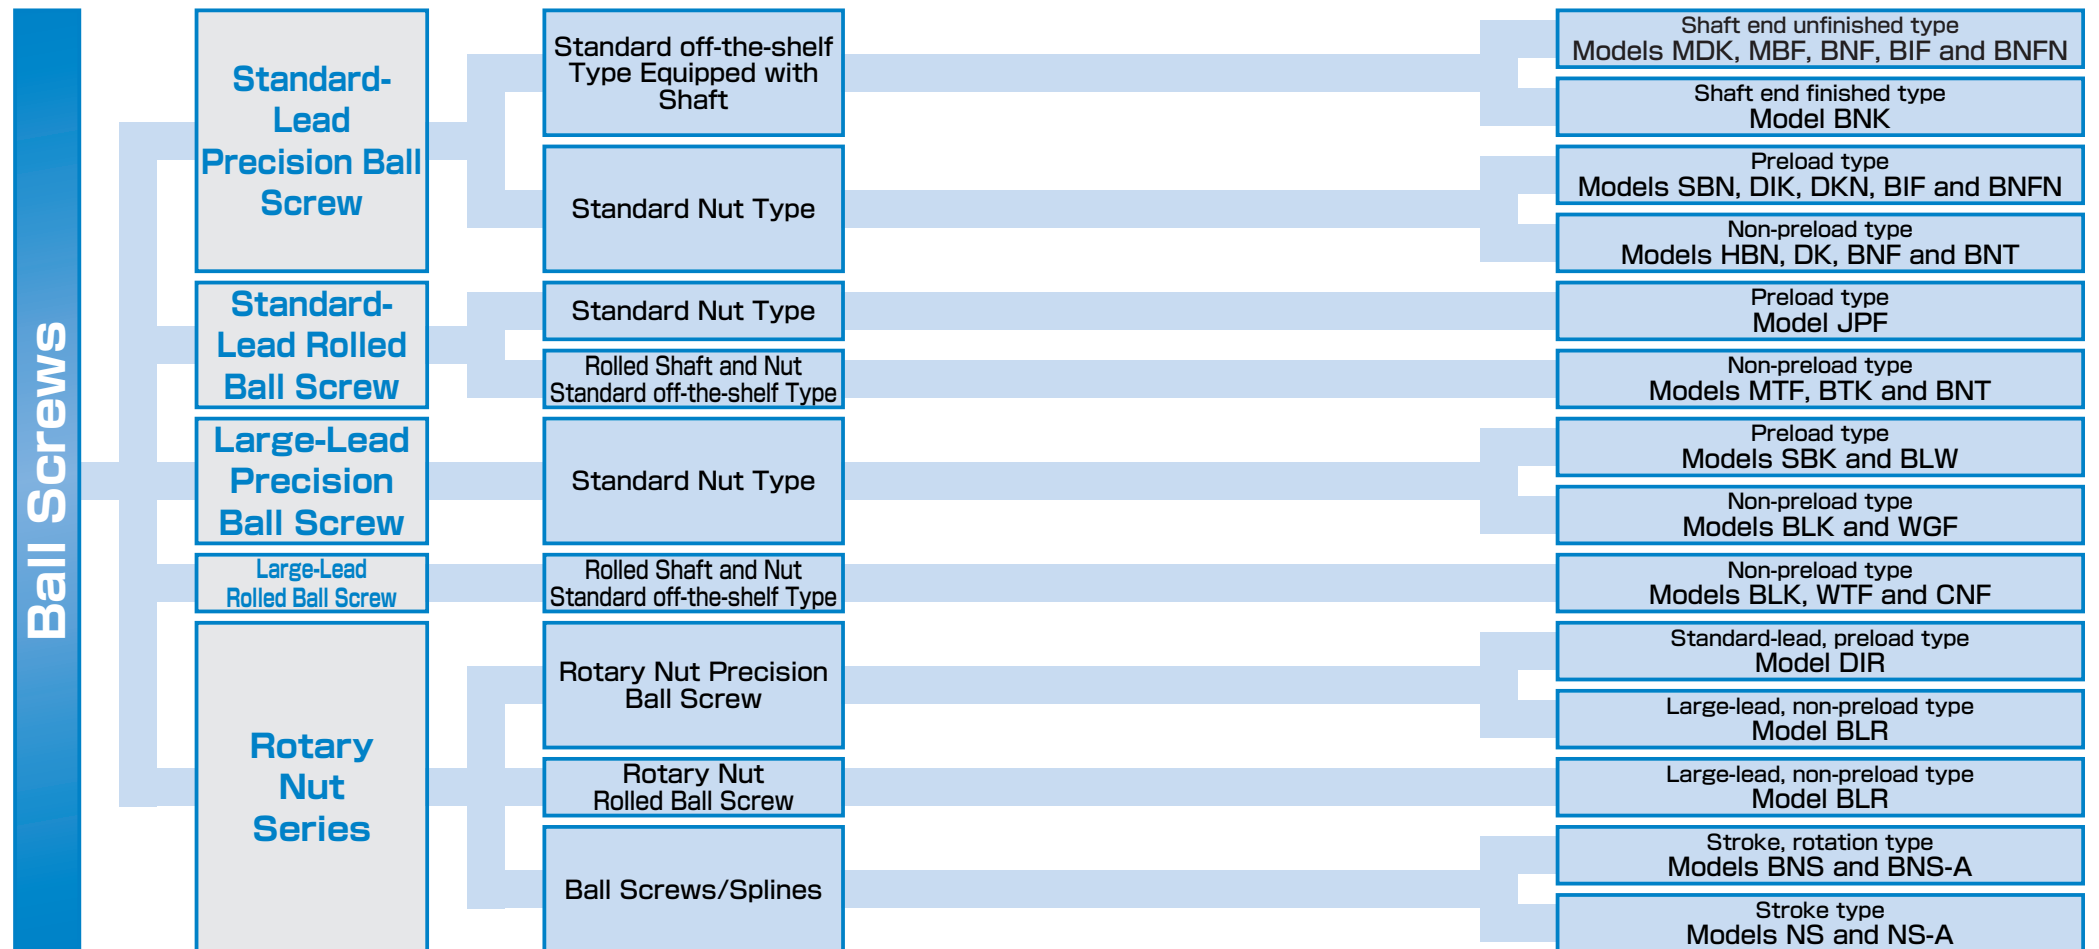 Ball Screws
Standard-
Lead
Precision Ball
Screw
Standard off-the-shelf
Type Equipped with
Shaft
Shaft end unfinished type
Models MDK, MBF, BNF, BIF and BNFN
Shaft end finished type
Model BNK
Standard Nut Type
Preload type
Models SBN, DIK, DKN, BIF and BNFN
Non-preload type
Models HBN, DK, BNF and BNT
Standard-
Lead Rolled
Ball Screw
Standard Nut Type
Preload type
Model JPF
Rolled Shaft and Nut
Standard off-the-shelf Type
Non-preload type
Models MTF, BTK and BNT
Large-Lead
Precision
Ball Screw
Standard Nut Type
Preload type
Models SBK and BLW
Non-preload type
Models BLK and WGF
Large-Lead
Rolled Ball Screw
Rolled Shaft and Nut
Standard off-the-shelf Type
Non-preload type
Models BLK, WTF and CNF
Rotary
Nut
Series
Rotary Nut Precision
Ball Screw
Standard-lead, preload type
Model DIR
Large-lead, non-preload type
Model BLR
Rotary Nut
Rolled Ball Screw
Large-lead, non-preload type
Model BLR
Ball Screws/Splines
Stroke, rotation type
Models BNS and BNS-A
Stroke type
Models NS and NS-A